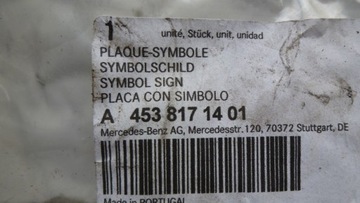 1 unité, Stück, unit, unidad
PLAQUE-SYMBOLE
SYMBOLSCHILD
SYMBOL SIGN
PLACA CON SIMBOLO
A 453 817 14 01
Mercedes-Benz AG, Mercedesstr. 120, 70372 Stuttgart, DE
Made in PORTUGAL